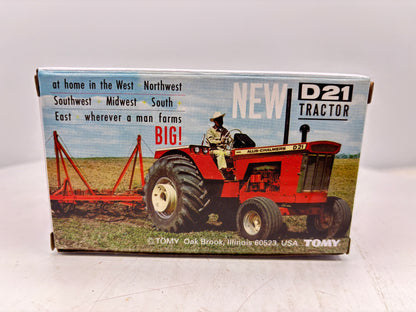 at home in the West Northwest
Southwest Midwest South
East wherever a man farms
BIG!
NEW
D21
TRACTOR
ALLIS-CHALMERS D21
©TOMY Oak Brook, Illinois 60523, USA TOMY